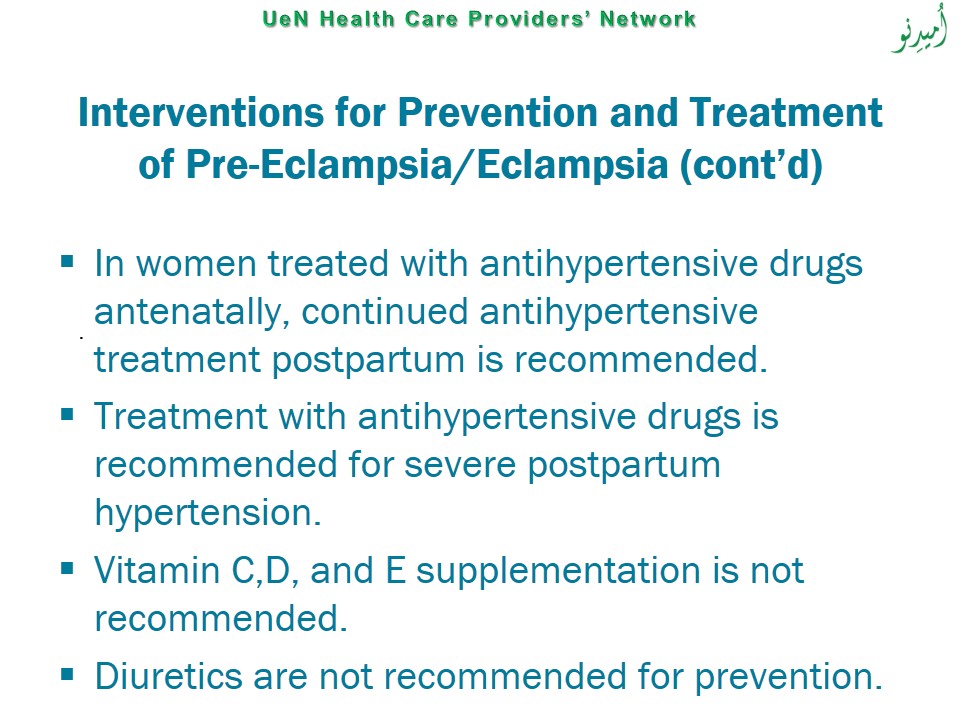 UeN Health Care Providers’ Network
اُميدِنو
Interventions for Prevention and Treatment
of Pre-Eclampsia/Eclampsia (cont’d)
▪ In women treated with antihypertensive drugs
antenatally, continued antihypertensive
treatment postpartum is recommended.
▪ Treatment with antihypertensive drugs is
recommended for severe postpartum
hypertension.
▪ Vitamin C,D, and E supplementation is not
recommended.
▪ Diuretics are not recommended for prevention.